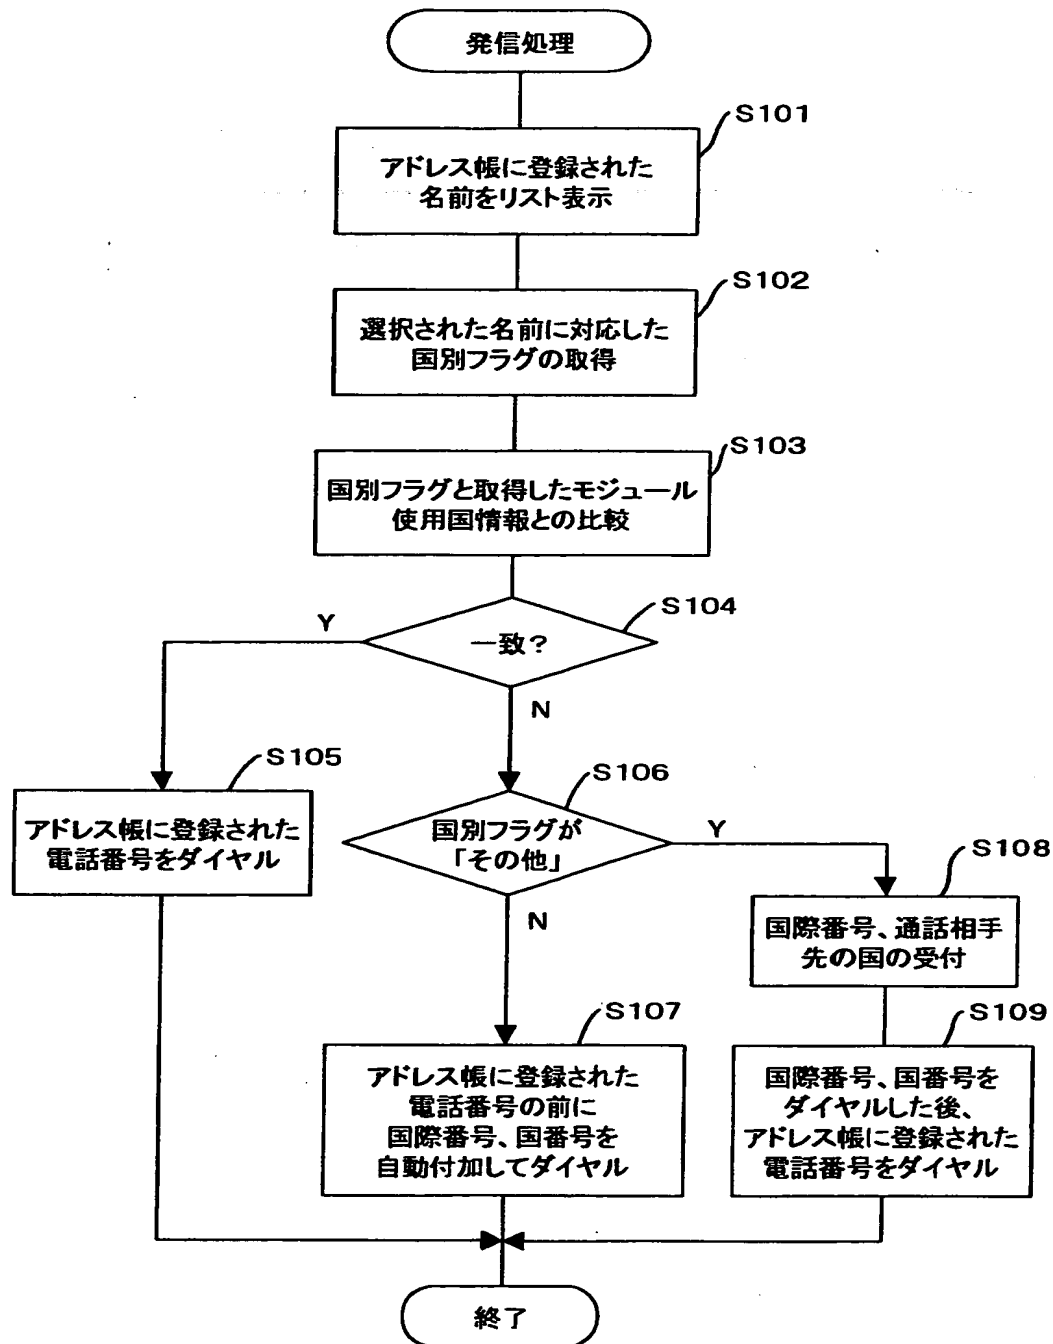 発信処理
S101
アドレス帳に登録された
名前をリスト表示
S102
選択された名前に対応した
国別フラグの取得
S103
国別フラグと取得したモジュール
使用国情報との比較
S104
一致?
Y
N
S105
アドレス帳に登録された
電話番号をダイヤル
S106
国別フラグが
「その他」
Y
N
S108
国際番号、通話相手
先の国の受付
S107
アドレス帳に登録された
電話番号の前に
国際番号、国番号を
自動付加してダイヤル
S109
国際番号、国番号を
ダイヤルした後、
アドレス帳に登録された
電話番号をダイヤル
終了